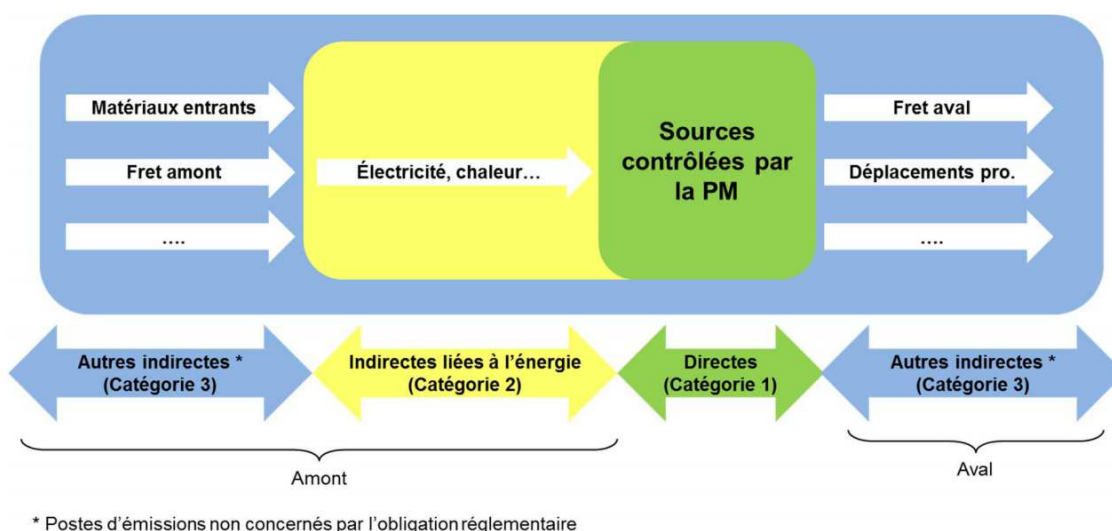 Matériaux entrants
Fret amont
....
Électricité, chaleur…
Sources
contrôlées par
la PM
Fret aval
Déplacements pro.
....
Autres indirectes *
(Catégorie 3)
Indirectes liées à l’énergie
(Catégorie 2)
Directes
(Catégorie 1)
Autres indirectes *
(Catégorie 3)
Amont
Aval
* Postes d’émissions non concernés par l’obligation réglementaire